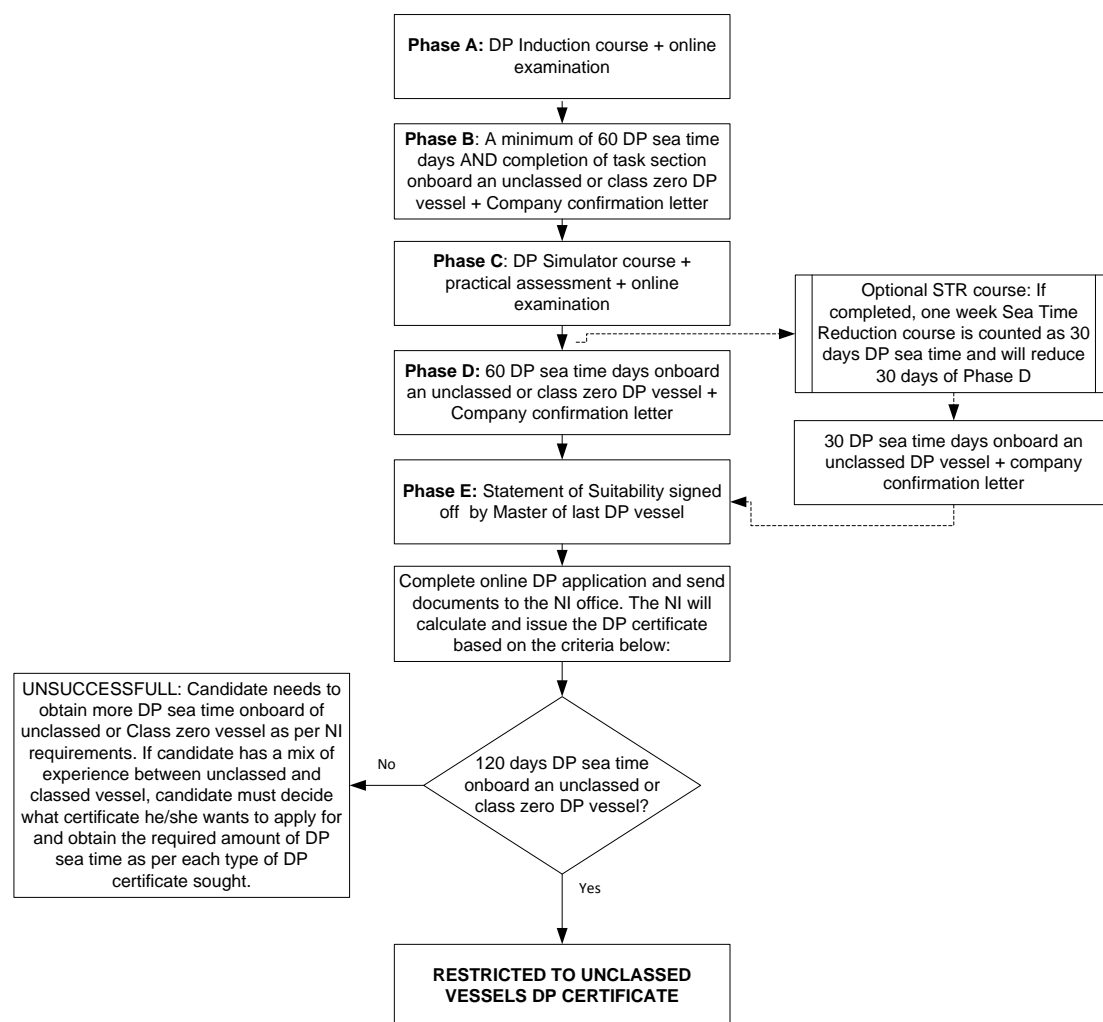 Phase A: DP Induction course + online
examination
Phase B: A minimum of 60 DP sea time
days AND completion of task section
onboard an unclassed or class zero DP
vessel + Company confirmation letter
Phase C: DP Simulator course +
practical assessment + online
examination
Optional STR course: If
completed, one week Sea Time
Reduction course is counted as 30
days DP sea time and will reduce
30 days of Phase D
Phase D: 60 DP sea time days onboard
an unclassed or class zero DP vessel +
Company confirmation letter
30 DP sea time days onboard an
unclassed DP vessel + company
confirmation letter
Phase E: Statement of Suitability signed
off by Master of last DP vessel
Complete online DP application and send
documents to the NI office. The NI will
calculate and issue the DP certificate
based on the criteria below:
UNSUCCESSFULL: Candidate needs to
obtain more DP sea time onboard of
unclassed or Class zero vessel as per NI
requirements. If candidate has a mix of
experience between unclassed and
classed vessel, candidate must decide
what certificate he/she wants to apply for
and obtain the required amount of DP
sea time as per each type of DP
certificate sought.
No
120 days DP sea time
onboard an unclassed or
class zero DP vessel?
Yes
RESTRICTED TO UNCLASSED
VESSELS DP CERTIFICATE